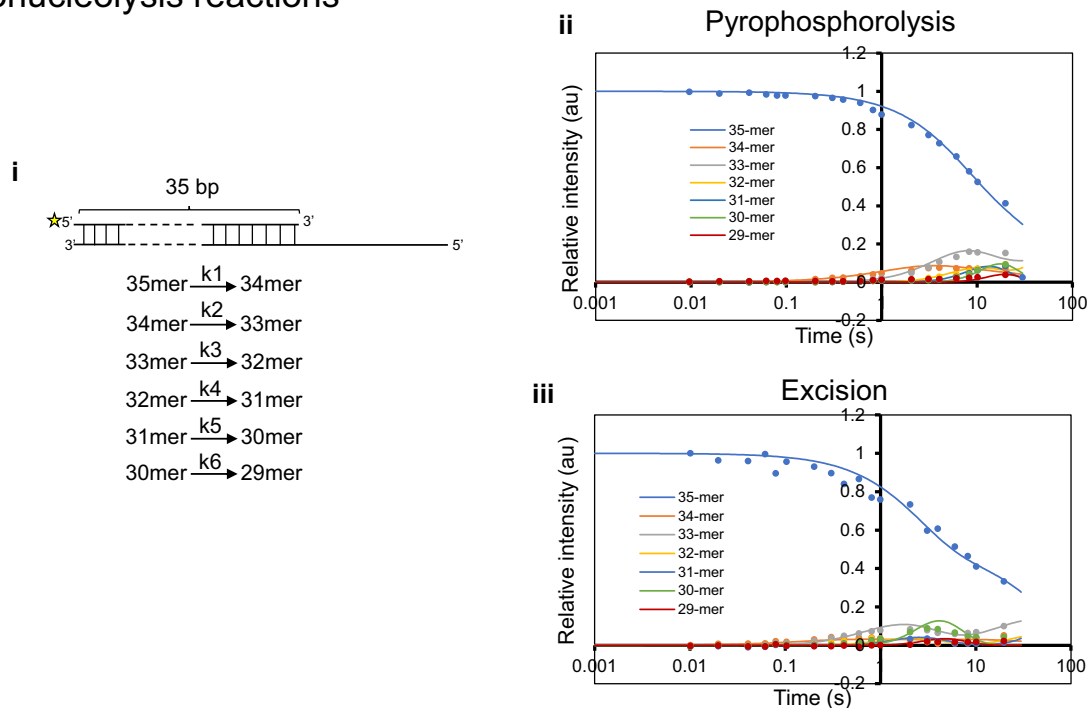 nucleolysis reactions
i
35 bp
5’
3’
3’
5’
35mer k1 34mer
34mer k2 33mer
33mer k3 32mer
32mer k4 31mer
31mer k5 30mer
30mer k6 29mer
ii
Pyrophosphorolysis
Relative intensity (au)
1.2
1
0.8
0.6
0.4
0.2
0
-0.2
35-mer
34-mer
33-mer
32-mer
31-mer
30-mer
29-mer
0.001
0.01
0.1
1
10
100
Time (s)
iii
Excision
Relative intensity (au)
1.2
1
0.8
0.6
0.4
0.2
0
-0.2
35-mer
34-mer
33-mer
32-mer
31-mer
30-mer
29-mer
0.001
0.01
0.1
1
10
100
Time (s)